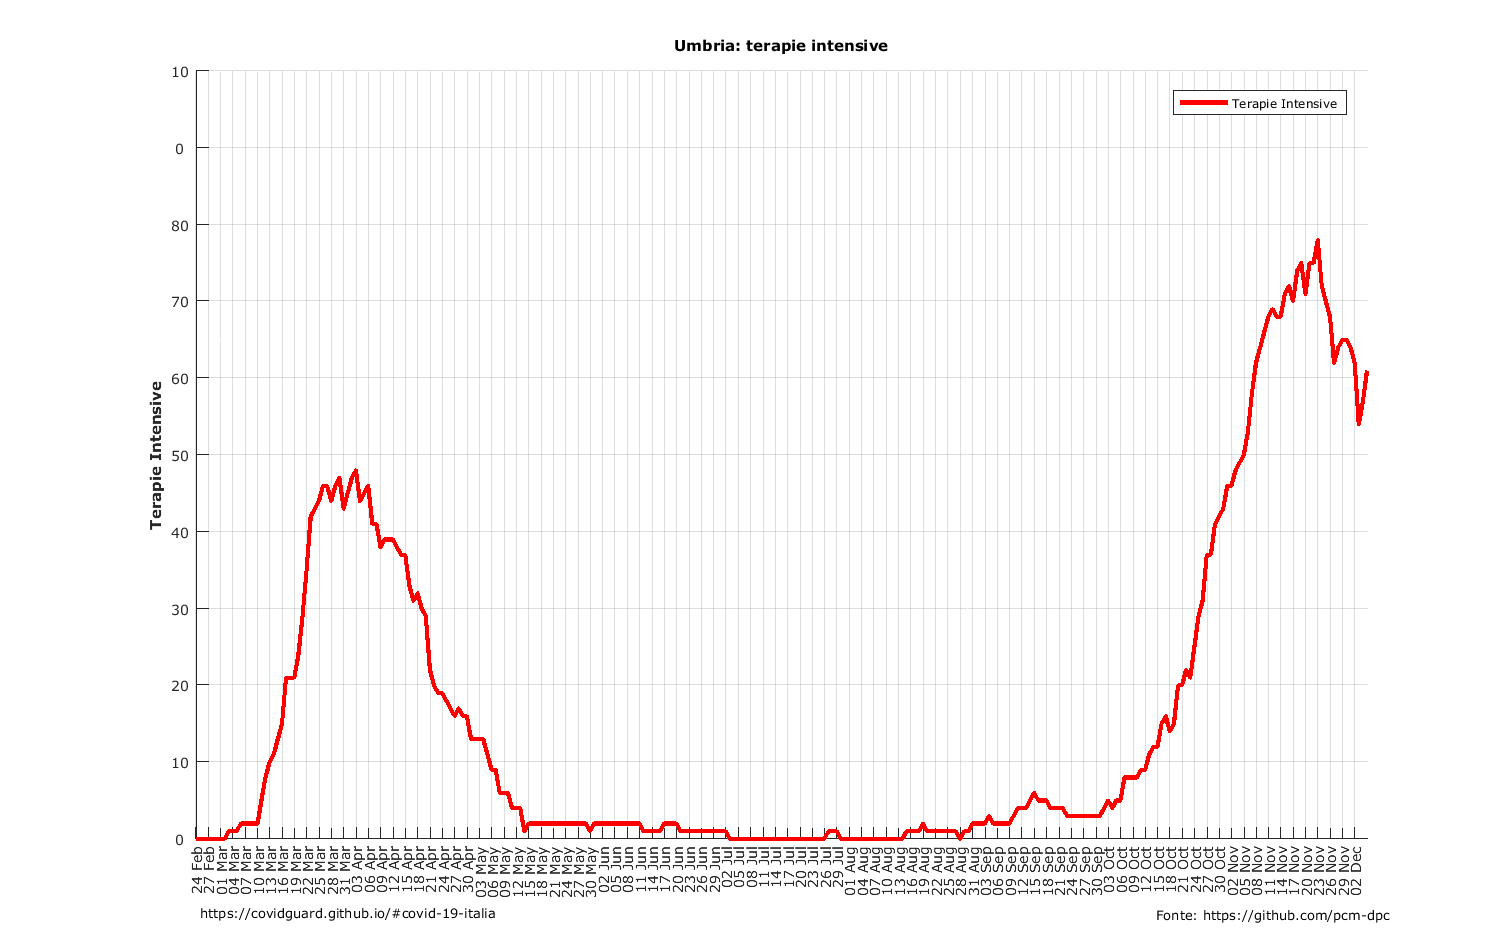 Umbria: terapie intensive
Terapie Intensive
10
0
80
70
60
50
40
30
20
10
0
Terapie Intensive
24 Feb
27 Feb
01 Mar
04 Mar
07 Mar
10 Mar
13 Mar
16 Mar
19 Mar
22 Mar
25 Mar
28 Mar
31 Mar
03 Apr
06 Apr
09 Apr
12 Apr
15 Apr
18 Apr
21 Apr
24 Apr
27 Apr
30 Apr
03 May
06 May
09 May
12 May
15 May
18 May
21 May
24 May
27 May
30 May
02 Jun
05 Jun
08 Jun
11 Jun
14 Jun
17 Jun
20 Jun
23 Jun
26 Jun
29 Jun
02 Jul
05 Jul
08 Jul
11 Jul
14 Jul
17 Jul
20 Jul
23 Jul
26 Jul
29 Jul
01 Aug
04 Aug
07 Aug
10 Aug
13 Aug
16 Aug
19 Aug
22 Aug
25 Aug
28 Aug
31 Aug
03 Sep
06 Sep
09 Sep
12 Sep
15 Sep
18 Sep
21 Sep
24 Sep
27 Sep
30 Sep
03 Oct
06 Oct
09 Oct
12 Oct
15 Oct
18 Oct
21 Oct
24 Oct
27 Oct
30 Oct
02 Nov
05 Nov
08 Nov
11 Nov
14 Nov
17 Nov
20 Nov
23 Nov
26 Nov
29 Nov
02 Dec
https://covidguard.github.io/#covid-19-italia
Fonte: https://github.com/pcm-dpc